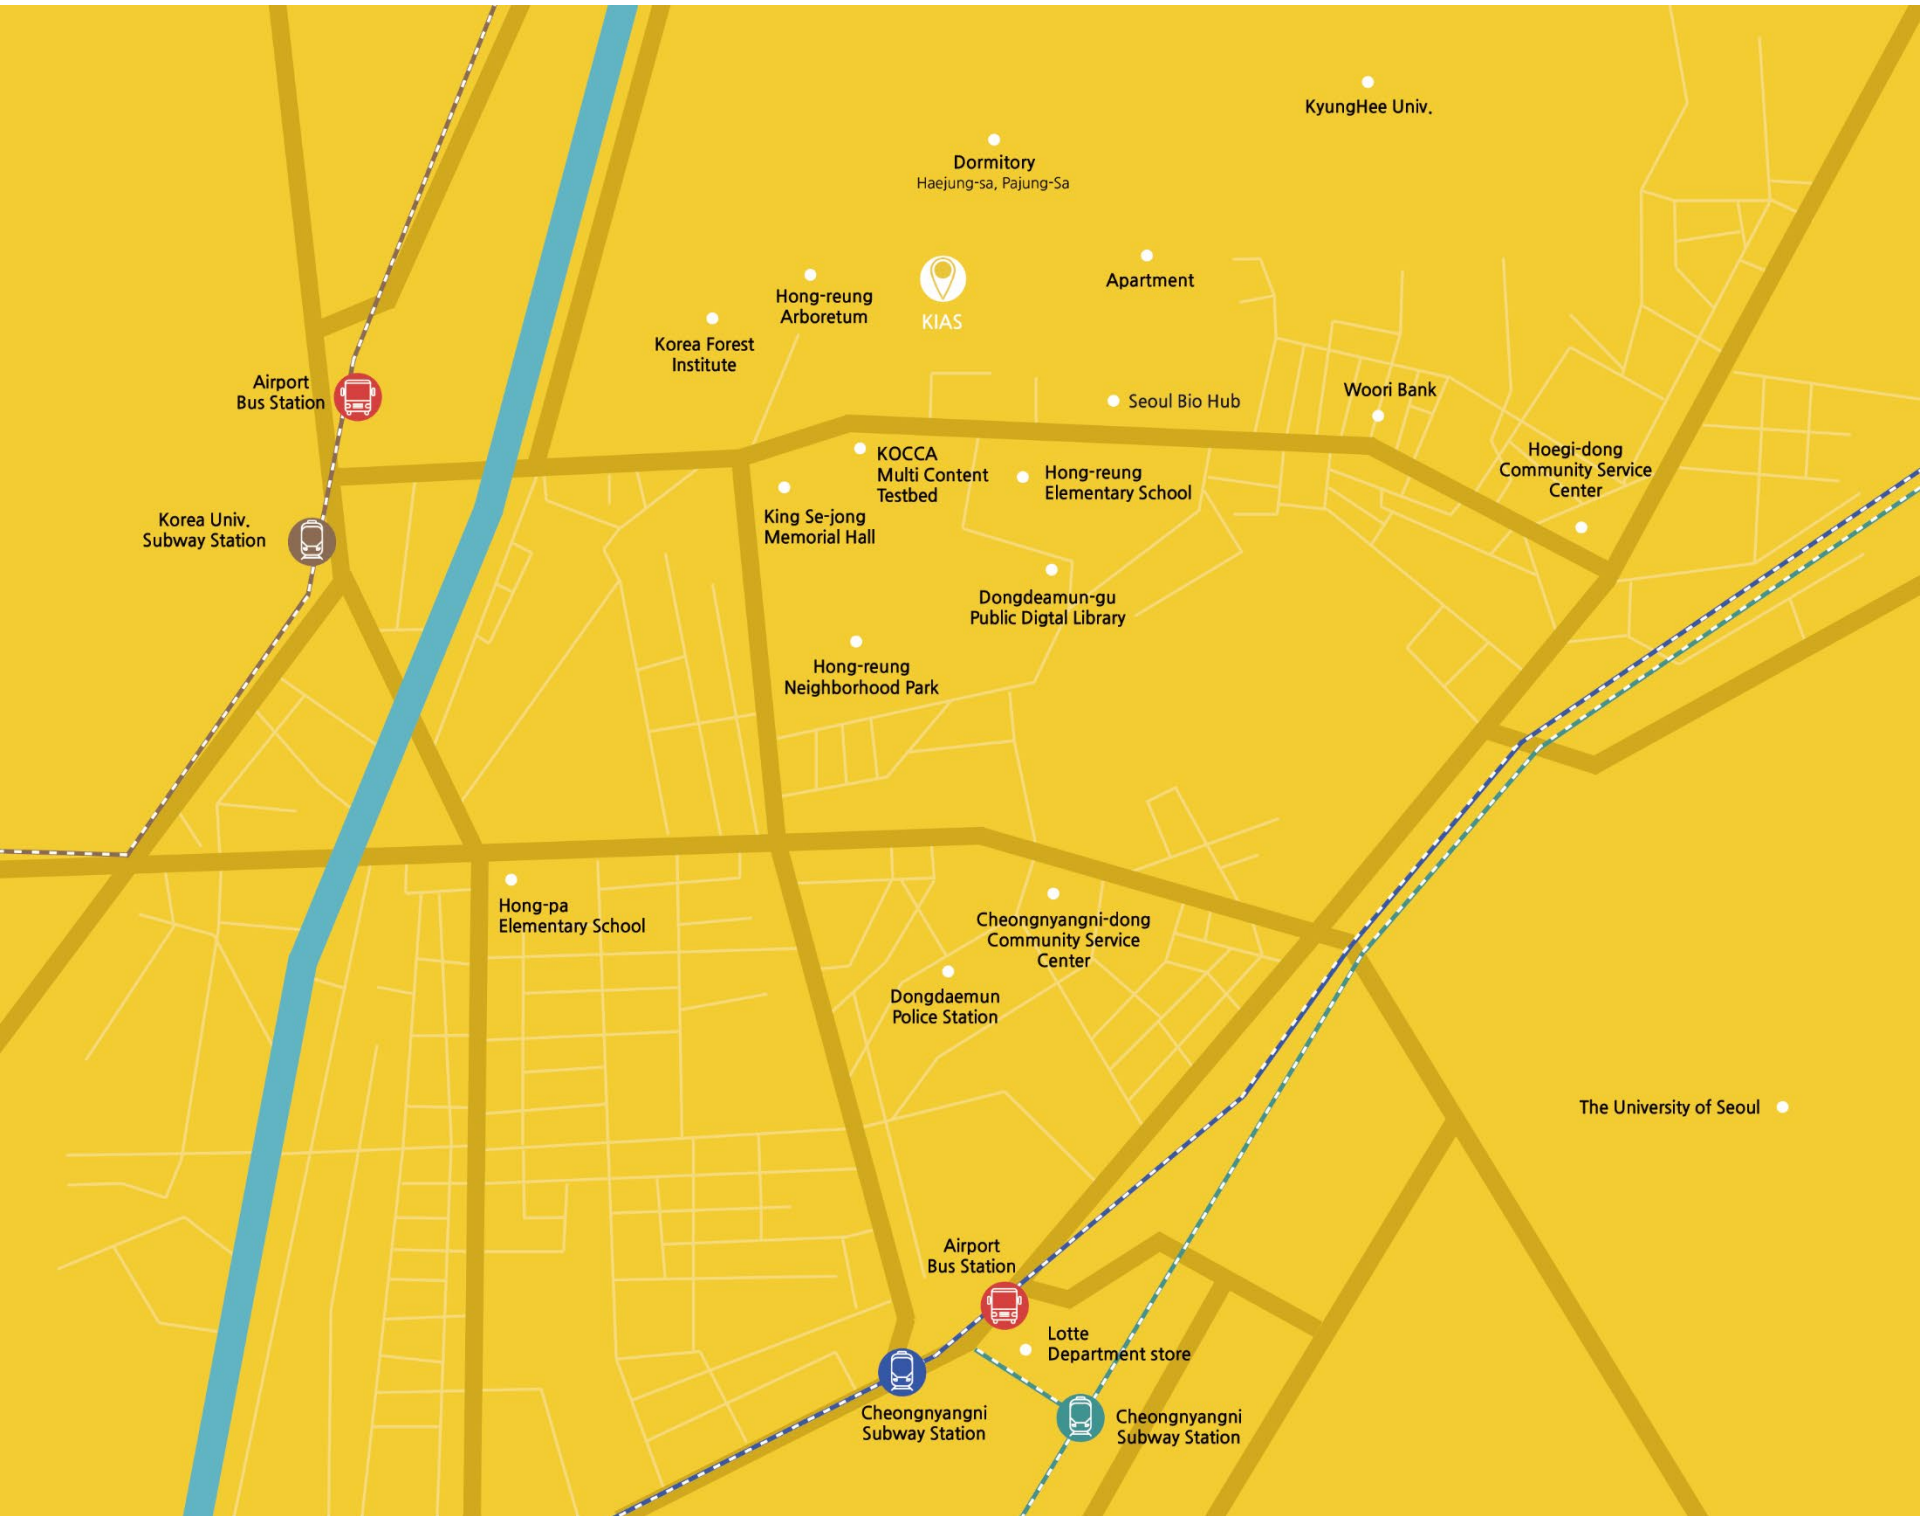 KyungHee Univ.
Dormitory
Haejung-sa, Pajung-Sa
Apartment
Hong-reung
Arboretum
KIAS
Korea Forest
Institute
Airport
Bus Station
Seoul Bio Hub
Woori Bank
Hoegi-dong
Community Service
Center
KOCCA
Multi Content
Testbed
Hong-reung
Elementary School
King Se-jong
Memorial Hall
Korea Univ.
Subway Station
Dongdeamun-gu
Public Digtal Library
Hong-reung
Neighborhood Park
Hong-pa
Elementary School
Cheongnyangni-dong
Community Service
Center
Dongdaemun
Police Station
The University of Seoul
Airport
Bus Station
Lotte
Department store
Cheongnyangni
Subway Station
Cheongnyangni
Subway Station